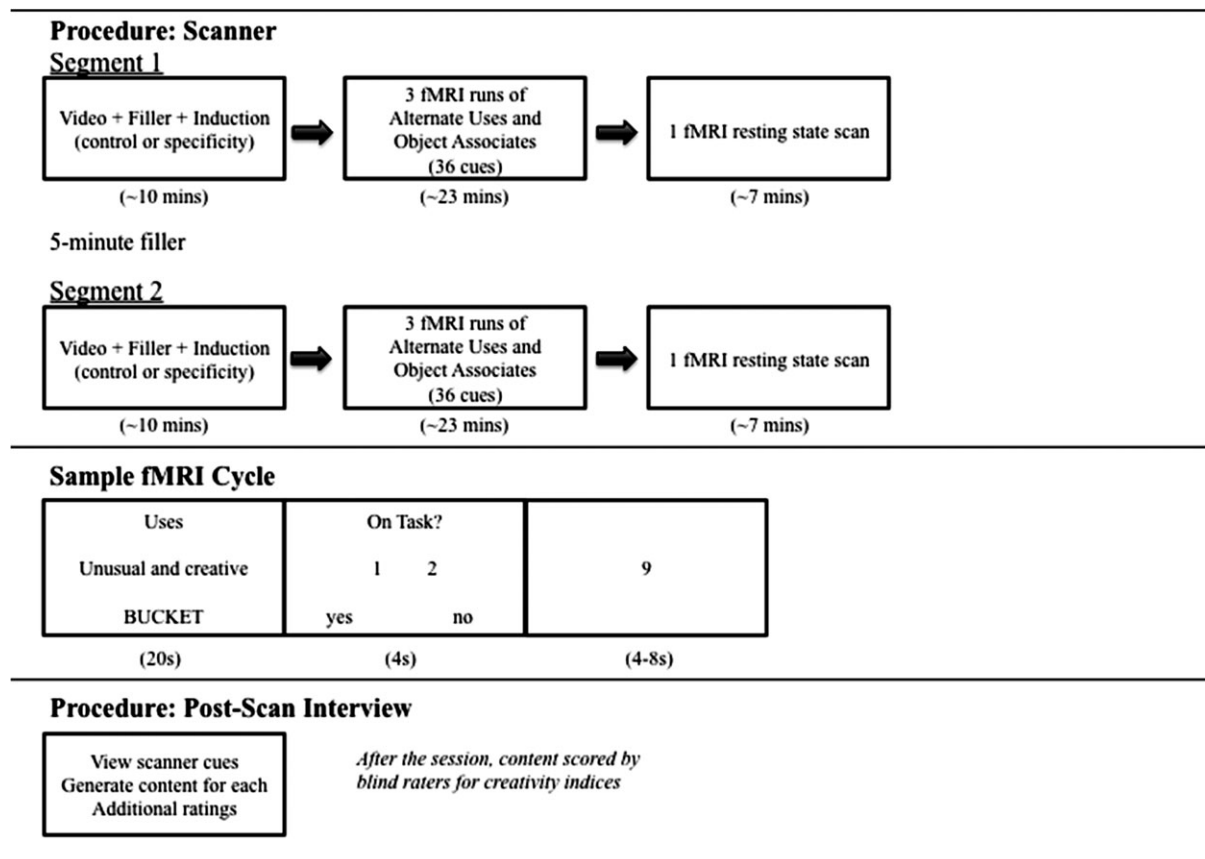 Procedure: Scanner
Segment 1
Video + Filler + Induction
(control or specificity)
(~10 mins)
3 fMRI runs of
Alternate Uses and
Object Associates
(36 cues)
(~23 mins)
1 fMRI resting state scan
(~7 mins)
5-minute filler
Segment 2
Video + Filler + Induction
(control or specificity)
(~10 mins)
3 fMRI runs of
Alternate Uses and
Object Associates
(36 cues)
(~23 mins)
1 fMRI resting state scan
(~7 mins)
Sample fMRI Cycle
Uses
Unusual and creative
BUCKET
(20s)
On Task?
1 2
yes no
(4s)
9
(4-8s)
Procedure: Post-Scan Interview
View scanner cues
Generate content for each
Additional ratings
After the session, content scored by
blind raters for creativity indices